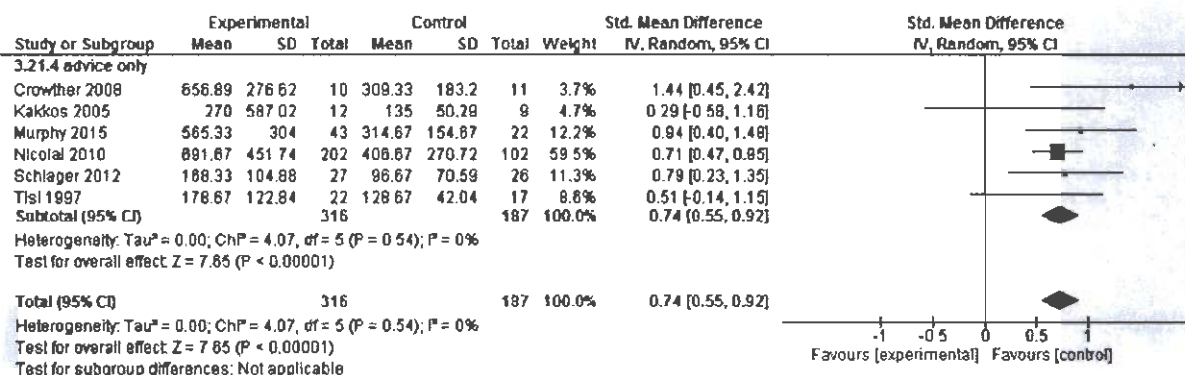 Experimental Control Std. Mean Difference Std. Mean Difference
Study or Subgroup Mean SD Total Mean SD Total Weight IV, Random, 95% CI IV, Random, 95% CI
3.21.4 advice only
Crowther 2008 656.89 276.62 10 309.33 193.2 11 3.7% 1.44 [0.45, 2.42]
Kakkos 2005 270 587.02 12 135 50.29 9 4.7% 0.29 [-0.58, 1.16]
Murphy 2015 565.33 304 43 314.67 154.67 22 12.2% 0.94 [0.40, 1.48]
Nicolai 2010 691.67 451.74 202 406.67 270.72 102 59.5% 0.71 [0.47, 0.95]
Schlager 2012 168.33 104.88 27 96.67 70.59 26 11.3% 0.79 [0.23, 1.35]
Tisi 1997 178.67 122.84 22 128.67 42.04 17 8.6% 0.51 [-0.14, 1.15]
Subtotal (95% CI) 316 187 100.0% 0.74 [0.55, 0.92]
Heterogeneity: Tau² = 0.00; Chi² = 4.07, df = 5 (P = 0.54); I² = 0%
Test for overall effect: Z = 7.65 (P < 0.00001)
Total (95% CI) 316 187 100.0% 0.74 [0.55, 0.92]
Heterogeneity: Tau² = 0.00; Chi² = 4.07, df = 5 (P = 0.54); I² = 0%
Test for overall effect: Z = 7.65 (P < 0.00001)
Test for subgroup differences: Not applicable
-1 -0.5 0 0.5 1
Favours [experimental] Favours [control]